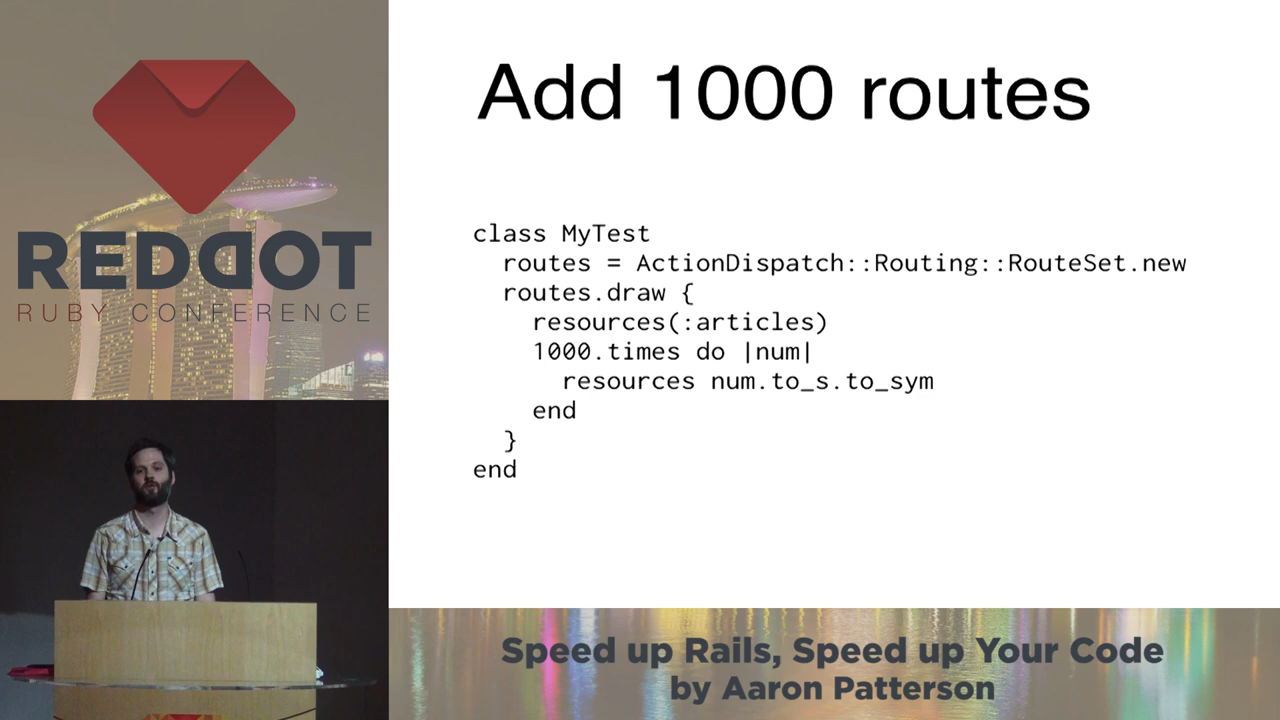 REDDOT
RUBY CONFERENCE
Add 1000 routes
class MyTest
  routes = ActionDispatch::Routing::RouteSet.new
  routes.draw {
    resources(:articles)
    1000.times do |num|
      resources num.to_s.to_sym
    end
  }
end
Speed up Rails, Speed up Your Code
by Aaron Patterson